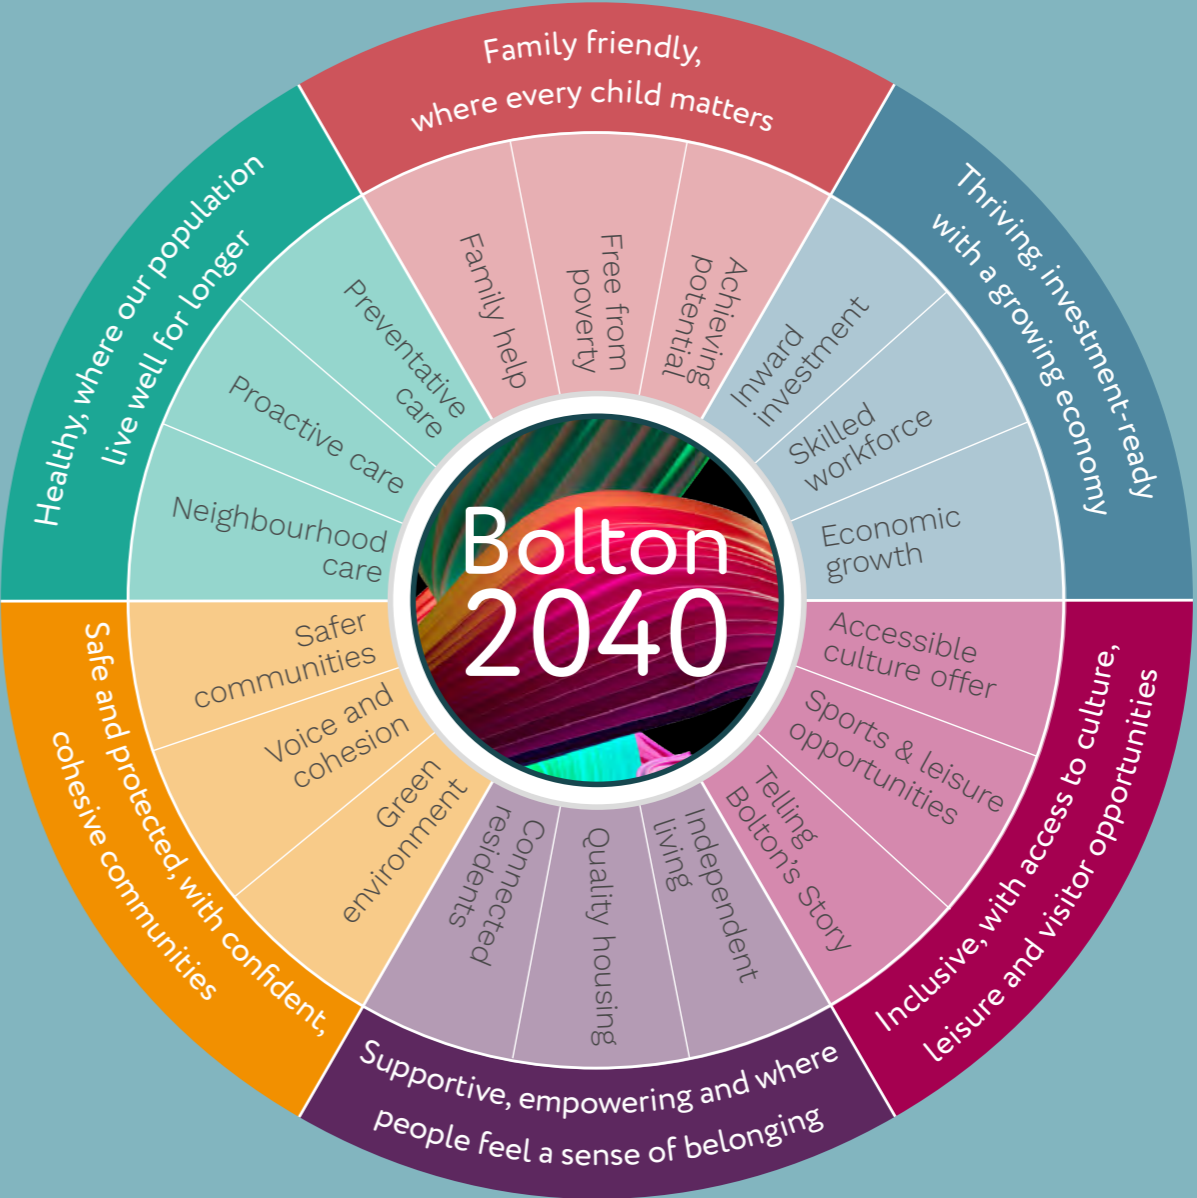 Bolton
2040
Family friendly,
where every child matters
Family help
Free from
poverty
Achieving
potential
Thriving, investment-ready
with a growing economy
Inward
investment
Skilled
workforce
Economic
growth
Inclusive, with access to culture,
leisure and visitor opportunities
Accessible
culture offer
Sports & leisure
opportunities
Telling
Bolton's Story
Supportive, empowering and where
people feel a sense of belonging
Independent
living
Quality housing
Connected
residents
Safe and protected, with confident,
cohesive communities
Green
environment
Voice and
cohesion
Safer
communities
Healthy, where our population
live well for longer
Neighbourhood
care
Proactive care
Preventative
care